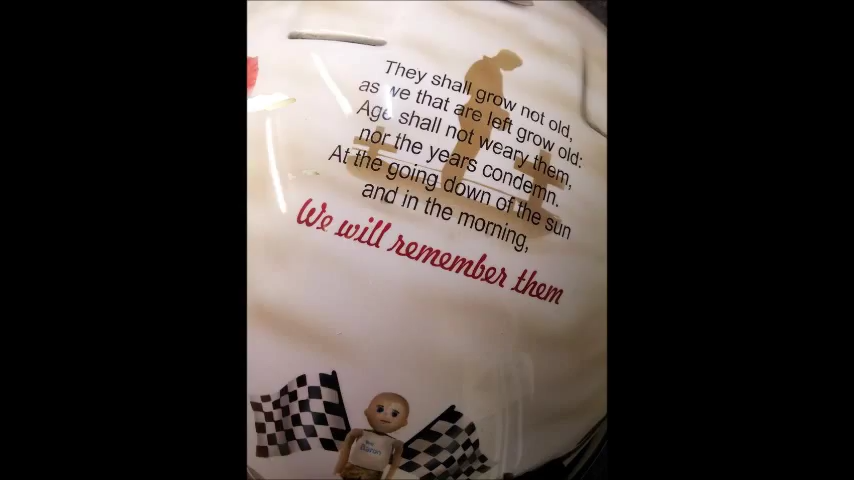 They shall grow not old,
as we that are left grow old:
Age shall not weary them,
nor the years condemn.
At the going down of the sun
and in the morning,
We will remember them
Baron